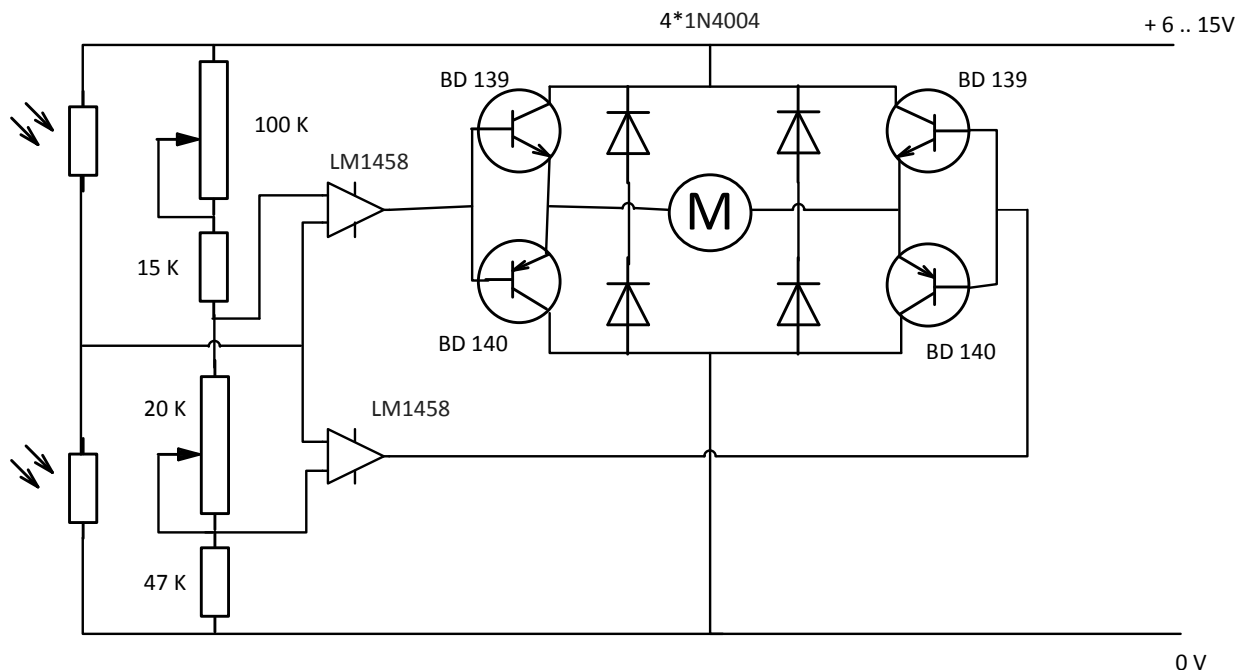 4*1N4004
+ 6 .. 15V
BD 139
BD 139
100 K
LM1458
M
15 K
BD 140
BD 140
20 K
LM1458
47 K
0 V